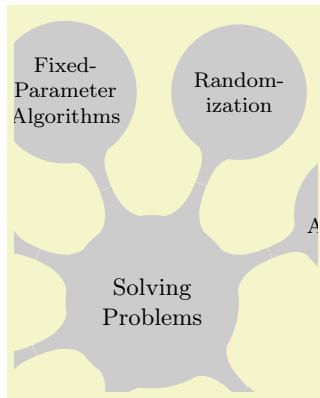 Fixed-
Parameter
Algorithms
Random-
ization
A
Solving
Problems